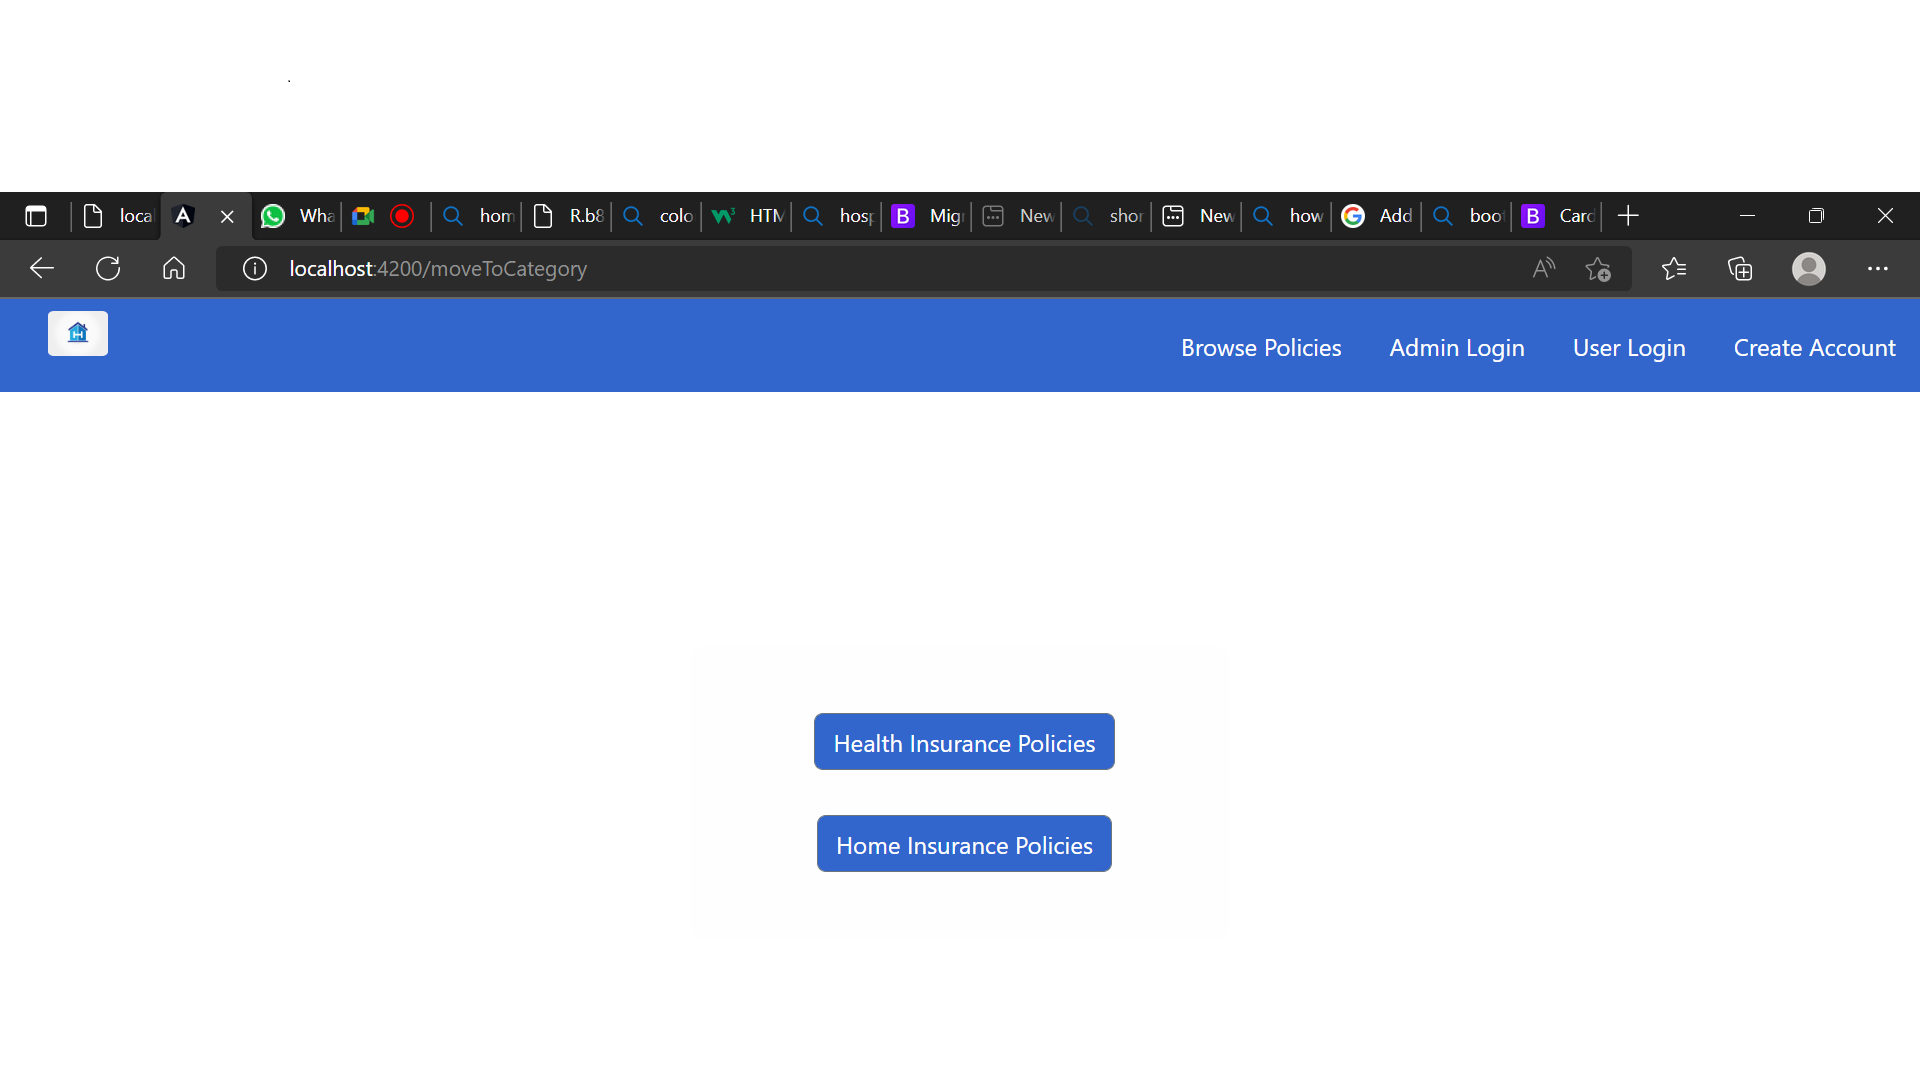 loca Wha hom R.b8 colo HTM hosp Mig New shor New how Add boot Card
localhost:4200/moveToCategory
Browse Policies Admin Login User Login Create Account
Health Insurance Policies
Home Insurance Policies